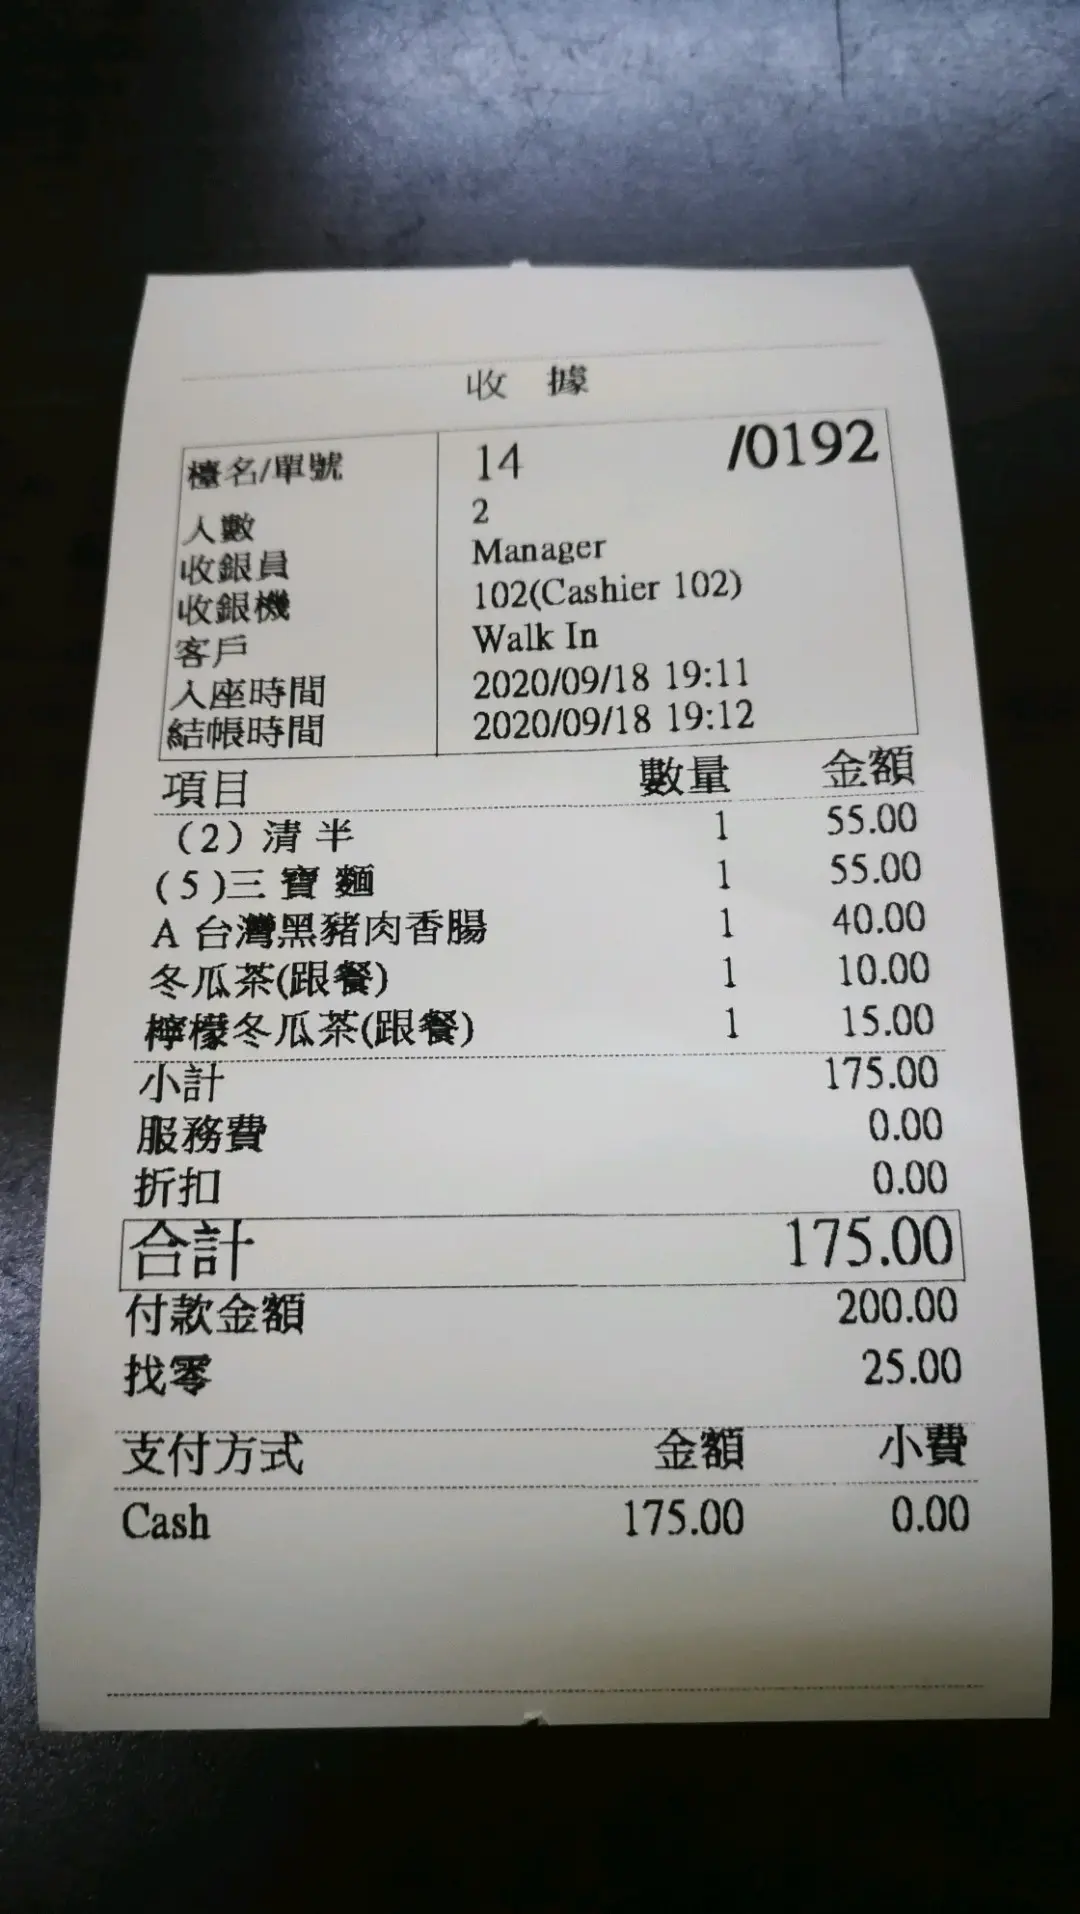 收 據
檯名/單號 14 /0192
人數 2
收銀員 Manager
收銀機 102(Cashier 102)
客戶 Walk In
入座時間 2020/09/18 19:11
結帳時間 2020/09/18 19:12
項目 數量 金額
（2）清 半 1 55.00
(5)三 寶 麵 1 55.00
A 台灣黑豬肉香腸 1 40.00
冬瓜茶(跟餐) 1 10.00
檸檬冬瓜茶(跟餐) 1 15.00
小計 175.00
服務費 0.00
折扣 0.00
合計 175.00
付款金額 200.00
找零 25.00
支付方式 金額 小費
Cash 175.00 0.00